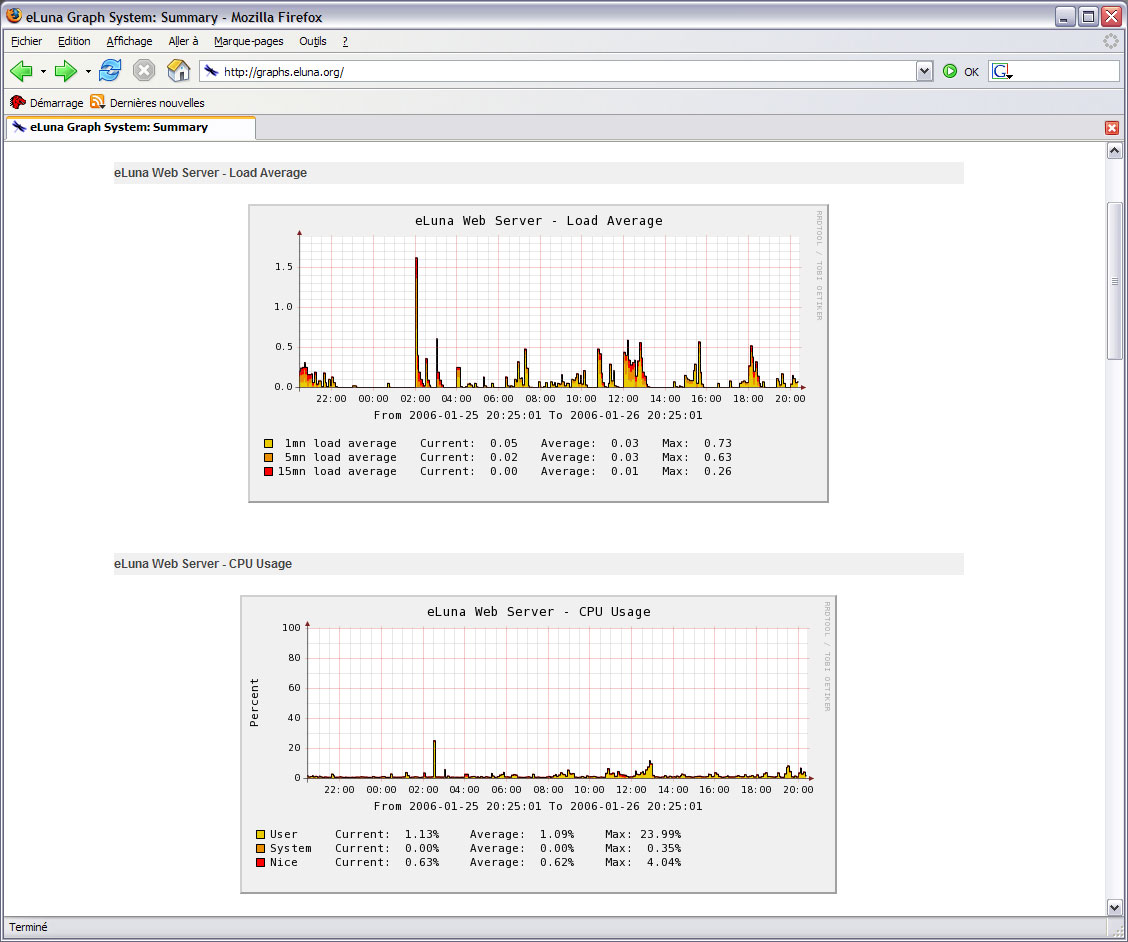 eLuna Graph System: Summary - Mozilla Firefox
Fichier Edition Affichage Aller à Marque-pages Outils ?
http://graphs.eluna.org/ OK G
Démarrage Dernières nouvelles
eLuna Graph System: Summary
eLuna Web Server - Load Average
eLuna Web Server - Load Average
RRDTOOL / TOBI OETIKER
1.5
1.0
0.5
0.0
22:00 00:00 02:00 04:00 06:00 08:00 10:00 12:00 14:00 16:00 18:00 20:00
From 2006-01-25 20:25:01 To 2006-01-26 20:25:01
1mn load average Current: 0.05 Average: 0.03 Max: 0.73
5mn load average Current: 0.02 Average: 0.03 Max: 0.63
15mn load average Current: 0.00 Average: 0.01 Max: 0.26
eLuna Web Server - CPU Usage
eLuna Web Server - CPU Usage
RRDTOOL / TOBI OETIKER
Percent
100
80
60
40
20
0
22:00 00:00 02:00 04:00 06:00 08:00 10:00 12:00 14:00 16:00 18:00 20:00
From 2006-01-25 20:25:01 To 2006-01-26 20:25:01
User Current: 1.13% Average: 1.09% Max: 23.99%
System Current: 0.00% Average: 0.00% Max: 0.35%
Nice Current: 0.63% Average: 0.62% Max: 4.04%
Terminé